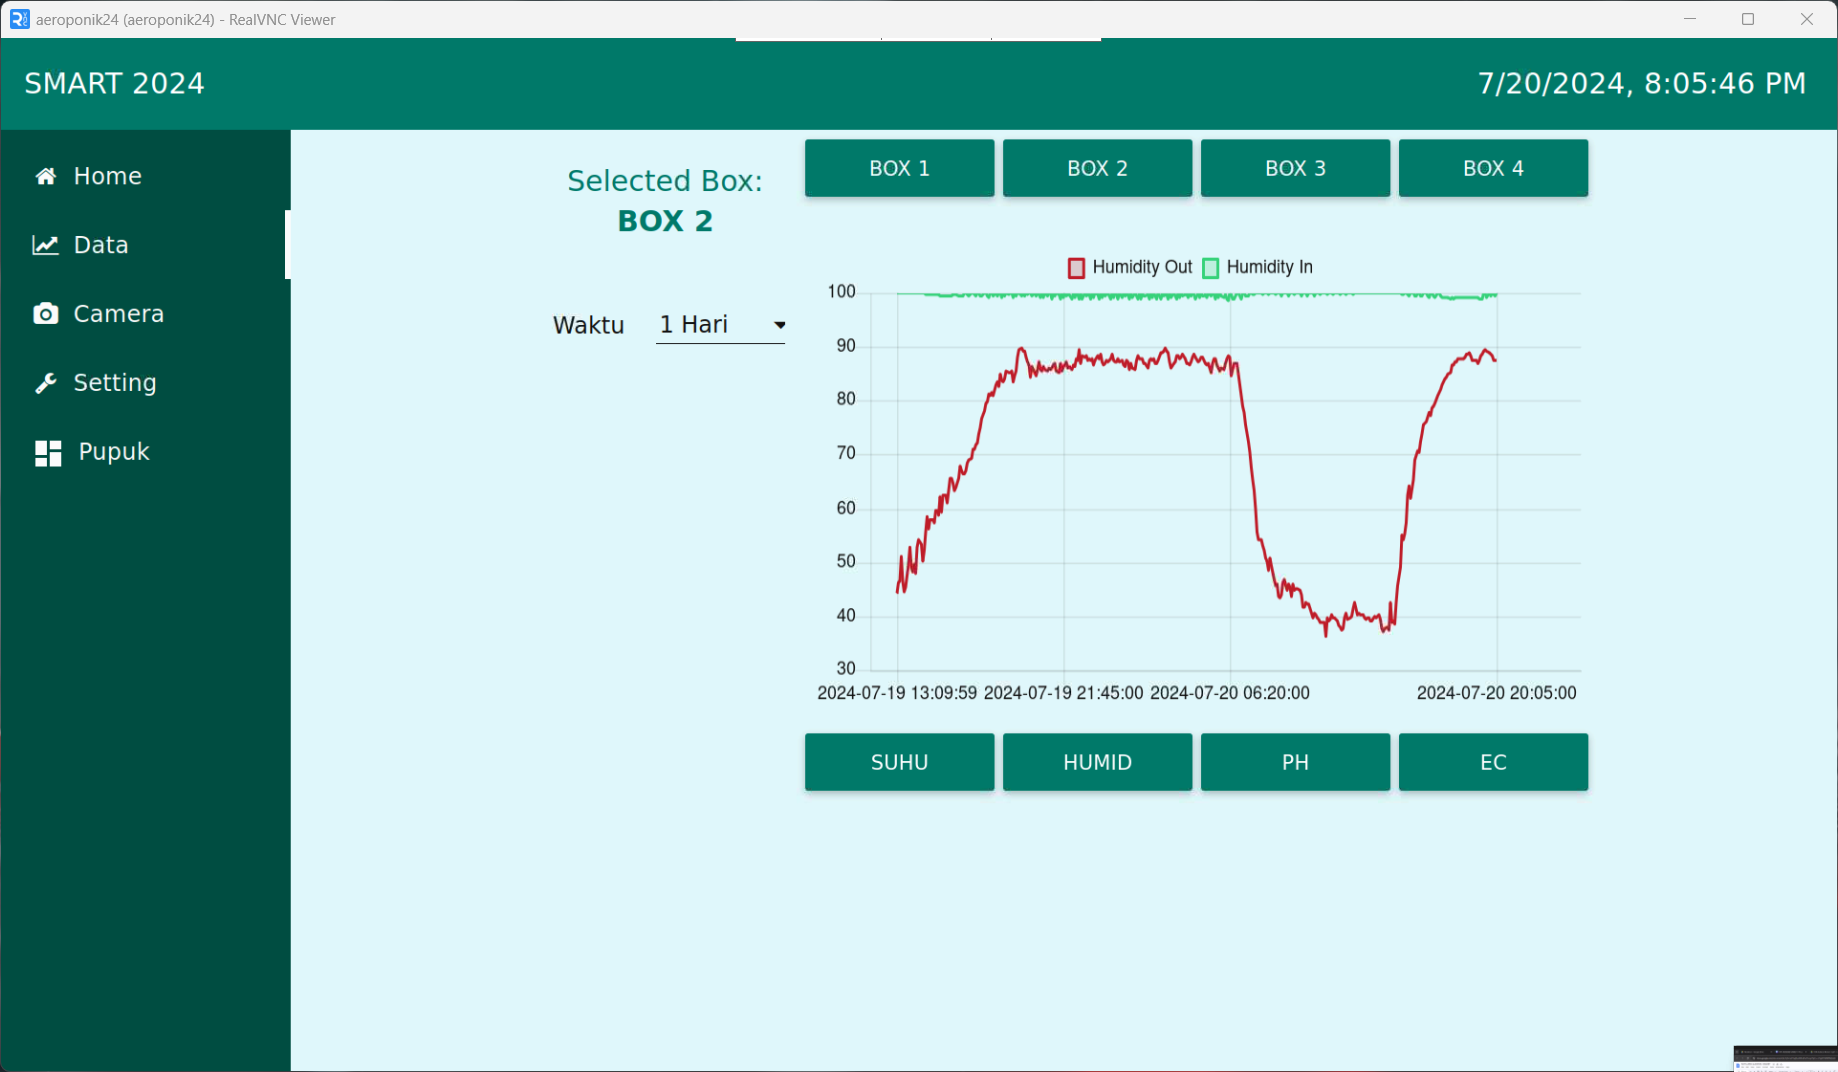 aeroponik24 (aeroponik24) - RealVNC Viewer
SMART 2024
7/20/2024, 8:05:46 PM
Home
Data
Camera
Setting
Pupuk
Selected Box:
BOX 2
Waktu 1 Hari
BOX 1 BOX 2 BOX 3 BOX 4
Humidity Out Humidity In
100
90
80
70
60
50
40
30
2024-07-19 13:09:59 2024-07-19 21:45:00 2024-07-20 06:20:00 2024-07-20 20:05:00
SUHU HUMID PH EC